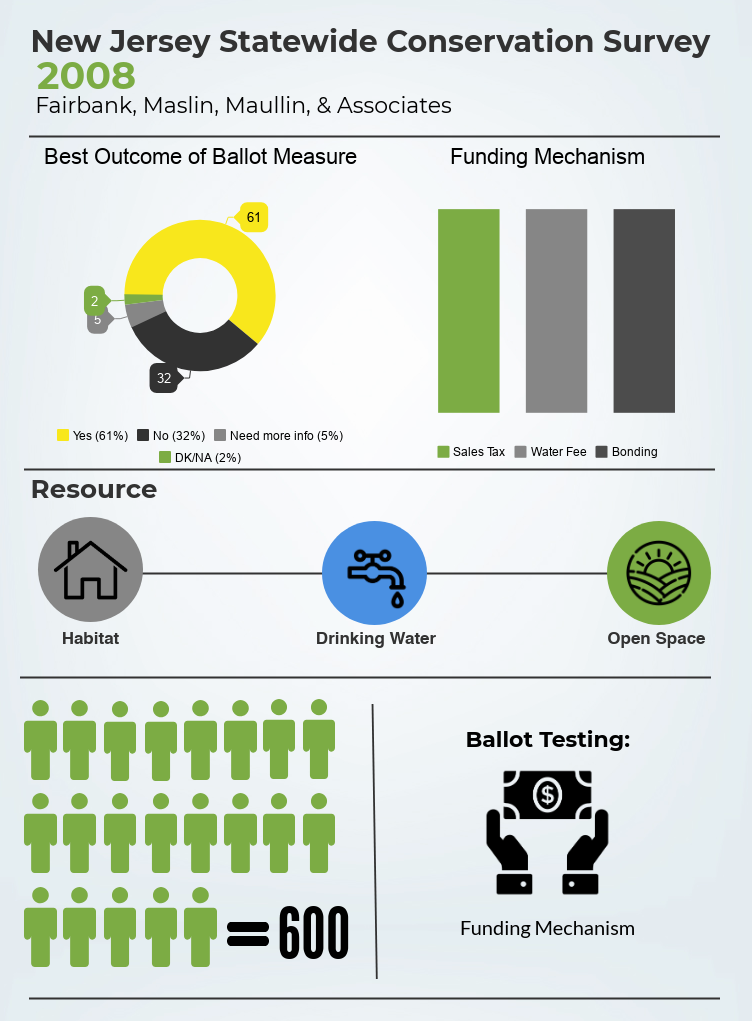 New Jersey Statewide Conservation Survey
2008
Fairbank, Maslin, Maullin, & Associates
Best Outcome of Ballot Measure
61
2
5
32
Yes (61%) No (32%) Need more info (5%)
DK/NA (2%)
Funding Mechanism
Sales Tax Water Fee Bonding
Resource
Habitat
Drinking Water
Open Space
= 600
Ballot Testing:
$
Funding Mechanism